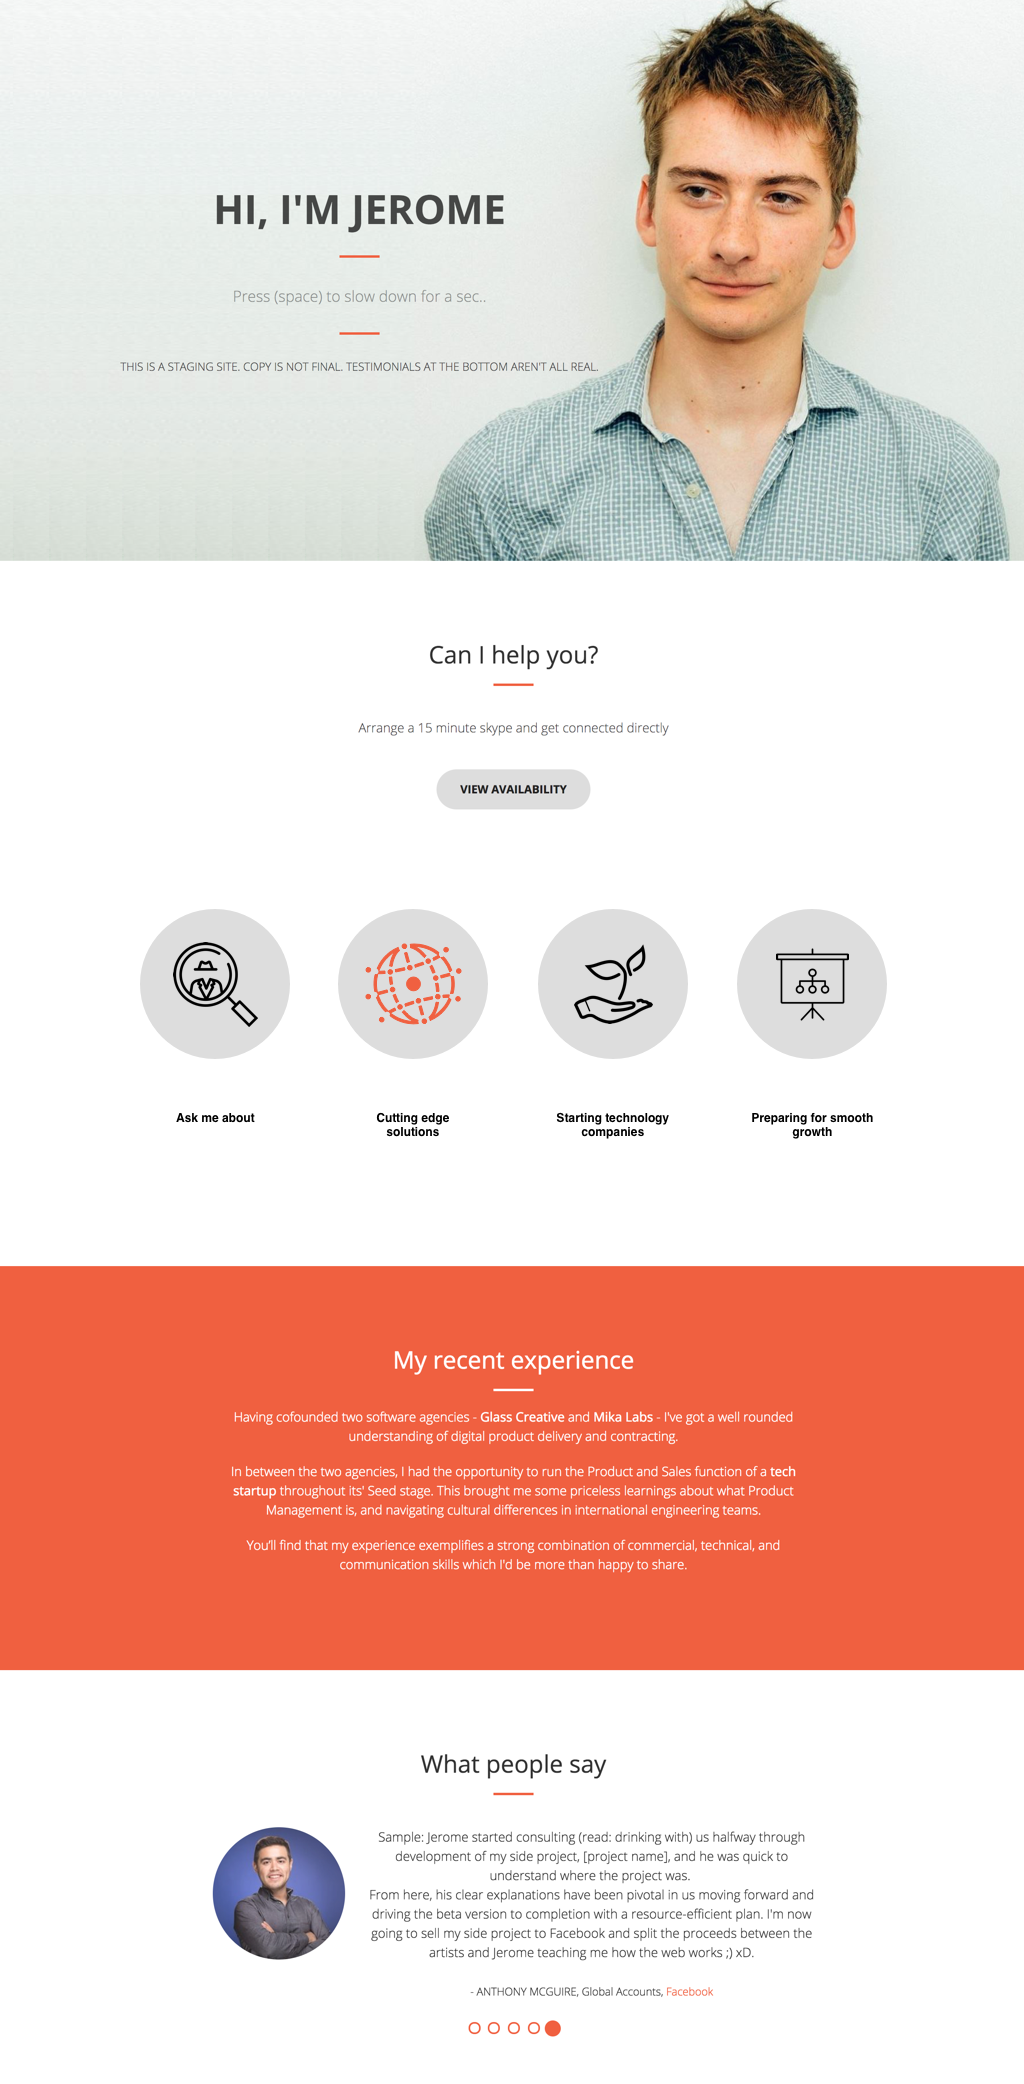 HI, I'M JEROME
Press (space) to slow down for a sec..
THIS IS A STAGING SITE. COPY IS NOT FINAL. TESTIMONIALS AT THE BOTTOM AREN'T ALL REAL.
Can I help you?
Arrange a 15 minute skype and get connected directly
VIEW AVAILABILITY
Ask me about
Cutting edge
solutions
Starting technology
companies
Preparing for smooth
growth
My recent experience
Having cofounded two software agencies - Glass Creative and Mika Labs - I've got a well rounded
understanding of digital product delivery and contracting.
In between the two agencies, I had the opportunity to run the Product and Sales function of a tech
startup throughout its' Seed stage. This brought me some priceless learnings about what Product
Management is, and navigating cultural differences in international engineering teams.
You'll find that my experience exemplifies a strong combination of commercial, technical, and
communication skills which I'd be more than happy to share.
What people say
Sample: Jerome started consulting (read: drinking with) us halfway through
development of my side project, [project name], and he was quick to
understand where the project was.
From here, his clear explanations have been pivotal in us moving forward and
driving the beta version to completion with a resource-efficient plan. I'm now
going to sell my side project to Facebook and split the proceeds between the
artists and Jerome teaching me how the web works ;) xD.
- ANTHONY MCGUIRE, Global Accounts, Facebook